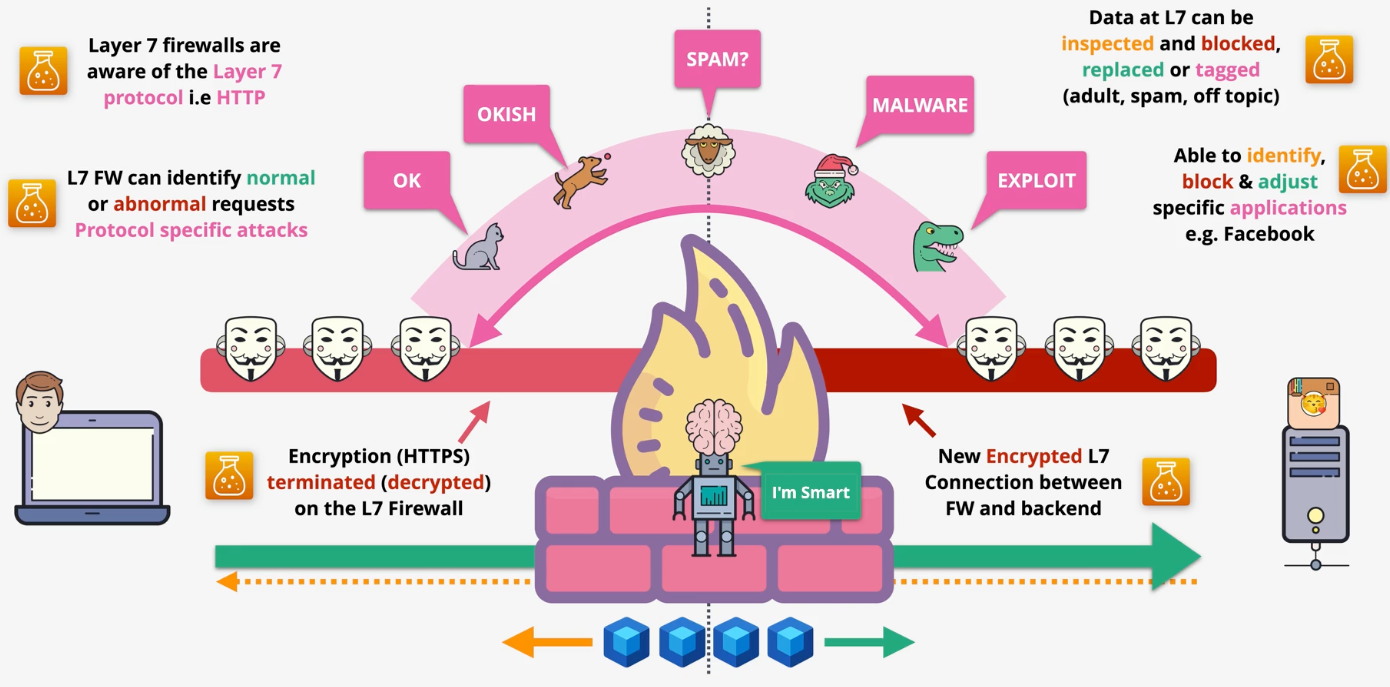 Layer 7 firewalls are
aware of the Layer 7
protocol i.e HTTP
L7 FW can identify normal
or abnormal requests
Protocol specific attacks
OK
OKISH
SPAM?
MALWARE
EXPLOIT
Data at L7 can be
inspected and blocked,
replaced or tagged
(adult, spam, off topic)
Able to identify,
block & adjust
specific applications
e.g. Facebook
Encryption (HTTPS)
terminated (decrypted)
on the L7 Firewall
I'm Smart
New Encrypted L7
Connection between
FW and backend